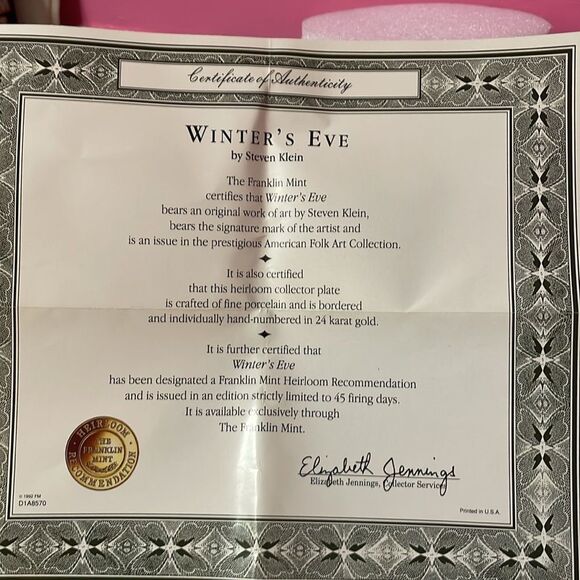 Certificate of Authenticity
WINTER'S EVE
by Steven Klein
The Franklin Mint
certifies that Winter's Eve
bears an original work of art by Steven Klein,
bears the signature mark of the artist and
is an issue in the prestigious American Folk Art Collection.
It is also certified
that this heirloom collector plate
is crafted of fine porcelain and is bordered
and individually hand-numbered in 24 karat gold.
It is further certified that
Winter's Eve
has been designated a Franklin Mint Heirloom Recommendation
and is issued in an edition strictly limited to 45 firing days.
It is available exclusively through
The Franklin Mint.
HEIRLOOM
THE
FRANKLIN
MINT
RECOMMENDATION
Elizabeth Jennings
Elizabeth Jennings, Collector Services
© 1992 FM
D1A8570
Printed in U.S.A.